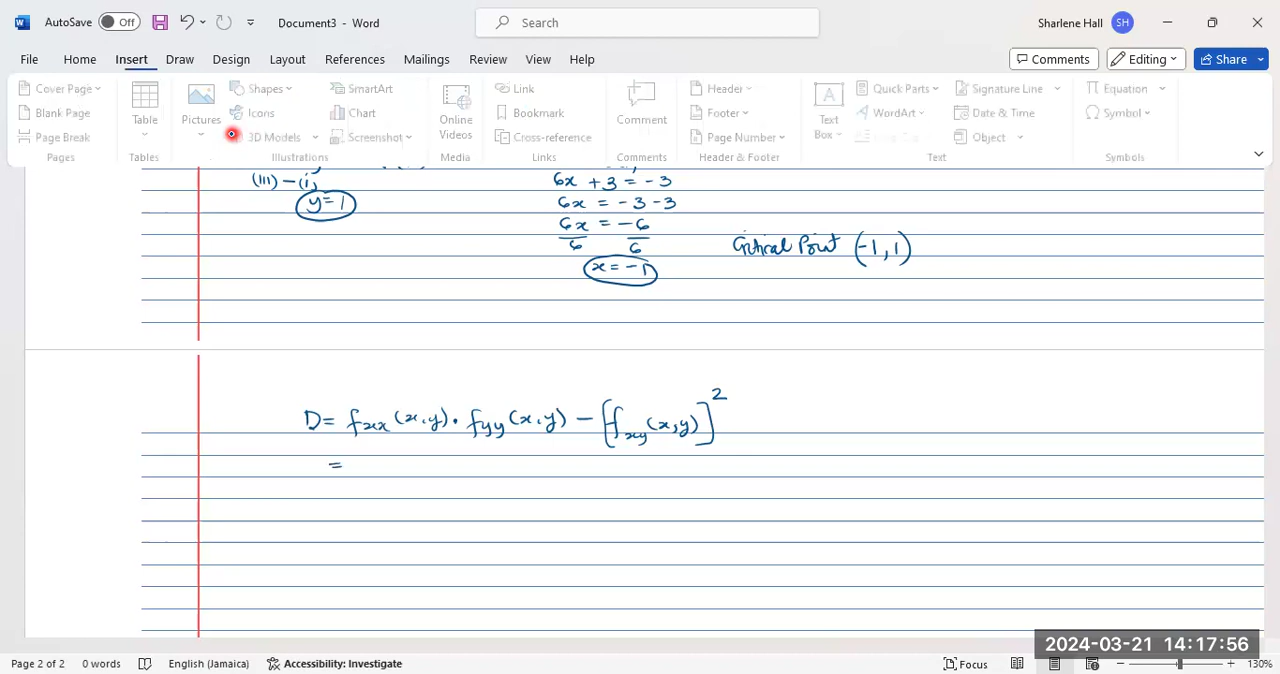 AutoSave Off Document3 - Word Search Sharlene Hall SH
File Home Insert Draw Design Layout References Mailings Review View Help Comments Editing Share
Cover Page Blank Page Page Break Pages
Table Tables
Pictures Shapes Icons 3D Models SmartArt Chart Screenshot Illustrations
Online Videos Media
Link Bookmark Cross-reference Links
Comment Comments
Header Footer Page Number Header & Footer
Text Box Quick Parts WordArt Signature Line Date & Time Object Text
Equation Symbol Symbols
(III) - (i)
y = 1
6x + 3 = -3
6x = -3 - 3
6x/6 = -6/6
x = -1
Critical Point (-1, 1)
D = fxx(x,y) · fyy(x,y) - [fxy(x,y)]²
=
2024-03-21 14:17:56
Page 2 of 2 0 words English (Jamaica) Accessibility: Investigate Focus 130%